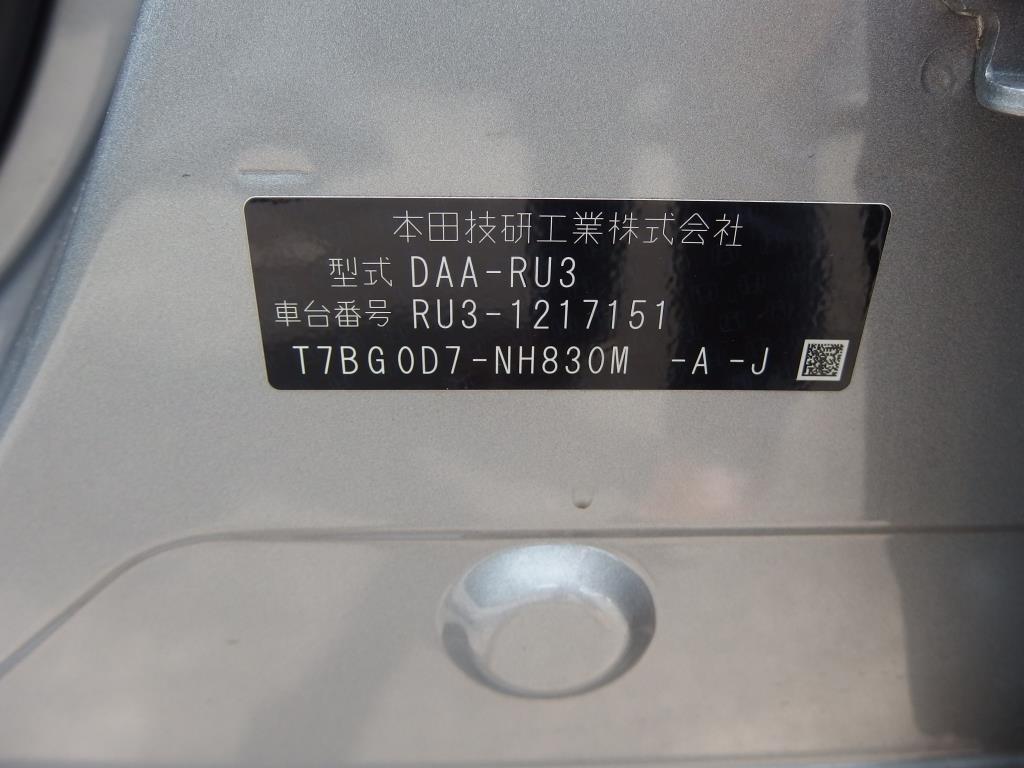 本田技研工業株式会社
型式 DAA-RU3
車台番号 RU3-1217151
T7BG0D7-NH830M -A -J